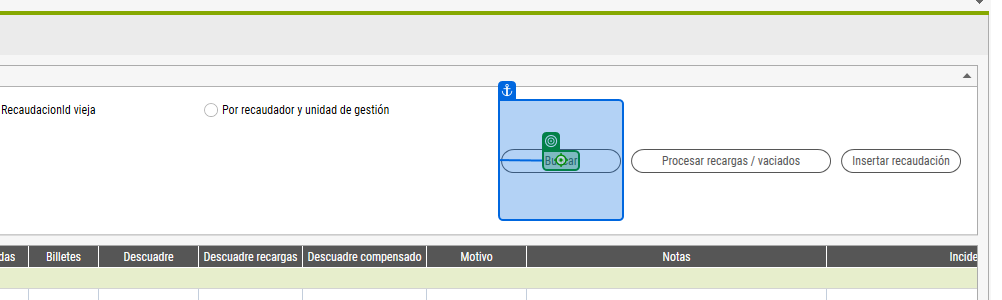 RecaudacionId vieja
Por recaudador y unidad de gestión
Buscar
Procesar recargas / vaciados
Insertar recaudación
das
Billetes
Descuadre
Descuadre recargas
Descuadre compensado
Motivo
Notas
Incide